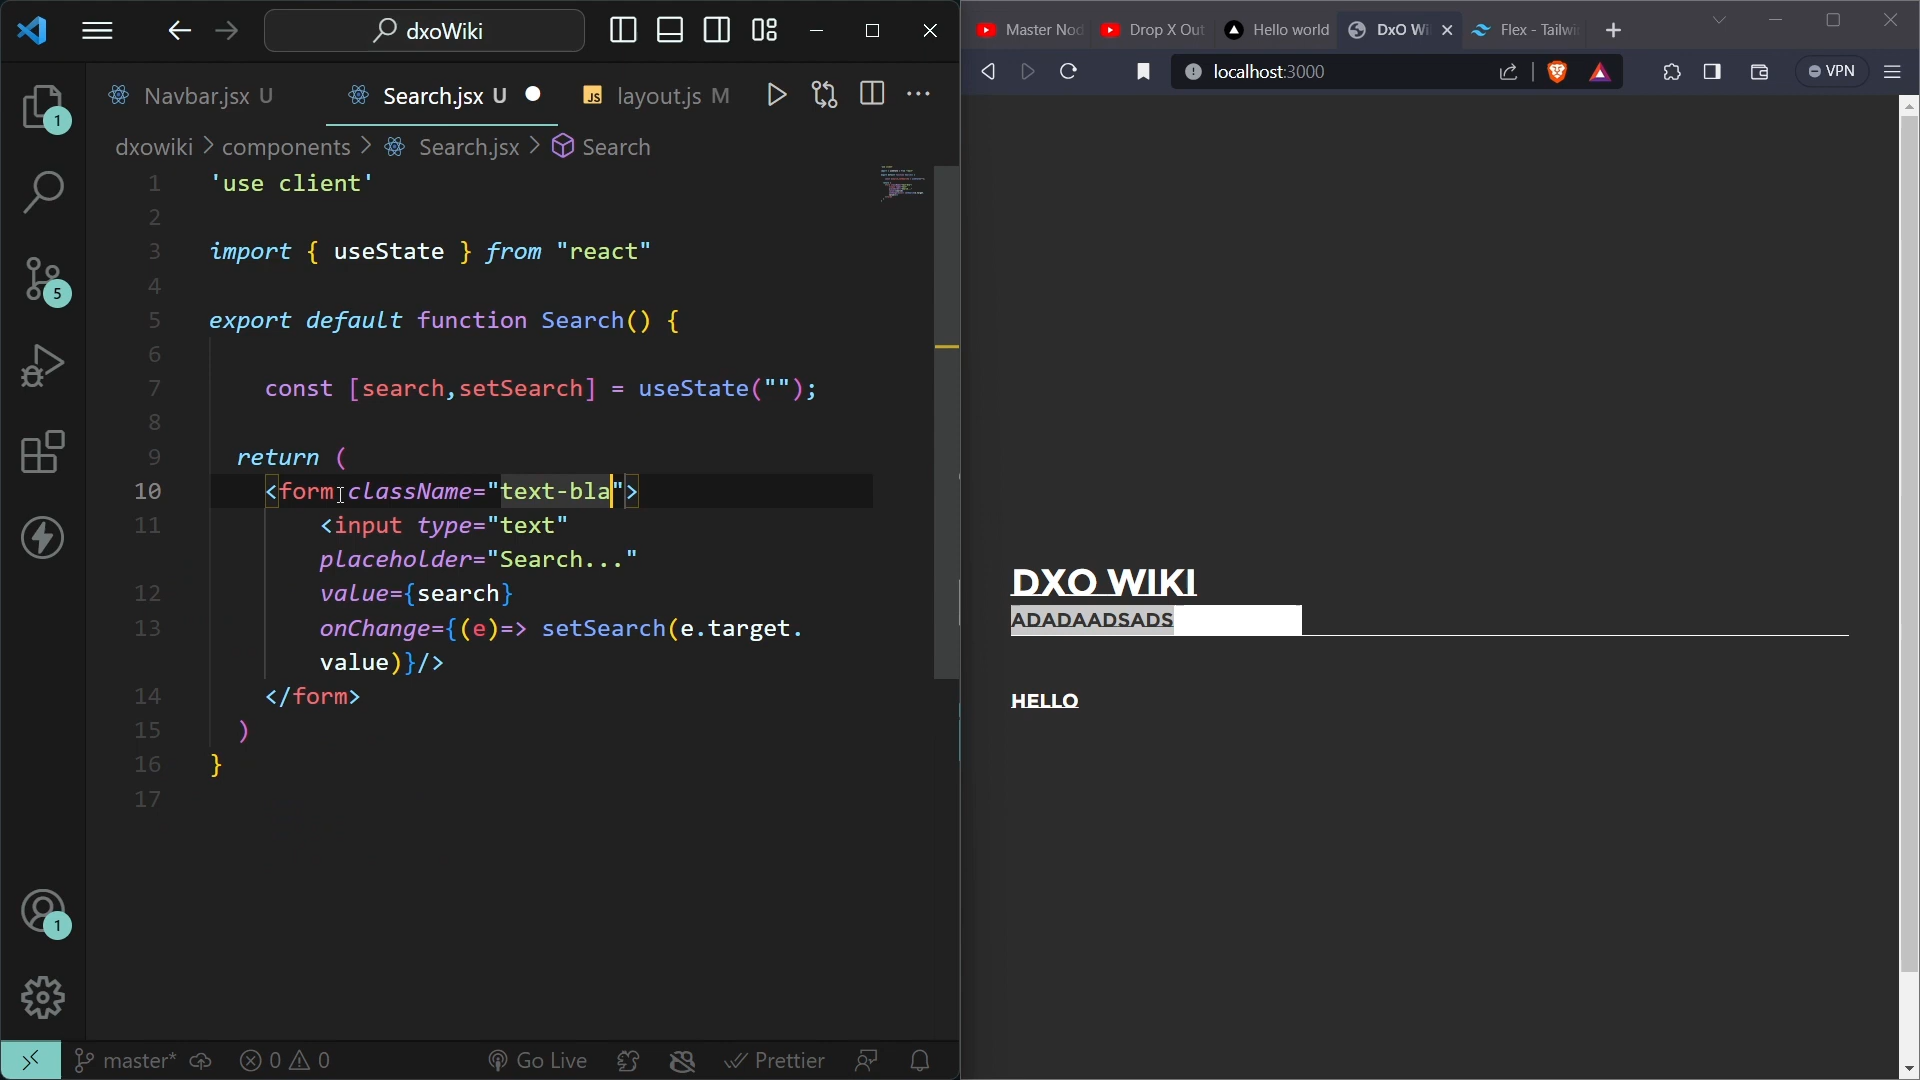 dxoWiki
Navbar.jsx U
Search.jsx U
layout.js M
dxowiki > components > Search.jsx > Search
1 'use client'
2
3 import { useState } from "react"
4
5 export default function Search() {
6
7 const [search,setSearch] = useState("");
8
9 return (
10 <form className="text-bla">
11 <input type="text"
placeholder="Search..."
12 value={search}
13 onChange={(e)=> setSearch(e.target.
value)}/>
14 </form>
15 )
16 }
17
1
5
1
master*
0 0
Go Live
Prettier
Master Nod
Drop X Out
Hello world
DxO Wi
Flex - Tailwi
localhost:3000
VPN
DXO WIKI
ADADAADSADS
HELLO